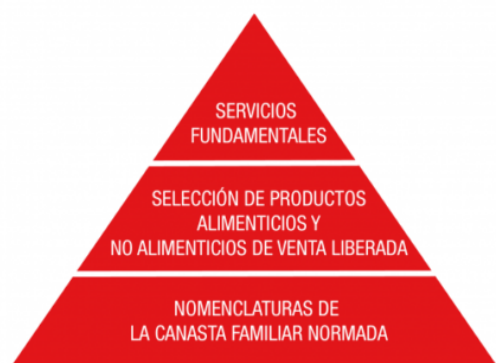 SERVICIOS
FUNDAMENTALES
SELECCIÓN DE PRODUCTOS
ALIMENTICIOS Y
NO ALIMENTICIOS DE VENTA LIBERADA
NOMENCLATURAS DE
LA CANASTA FAMILIAR NORMADA